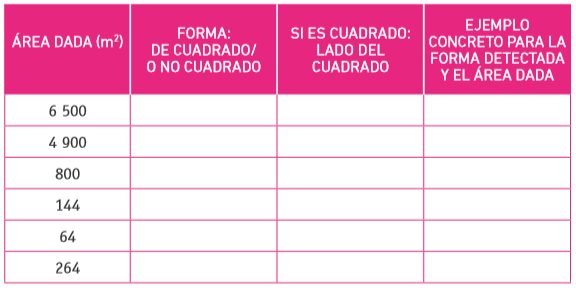 ÁREA DADA (m²)
FORMA:
DE CUADRADO/
O NO CUADRADO
SI ES CUADRADO:
LADO DEL
CUADRADO
EJEMPLO
CONCRETO PARA LA
FORMA DETECTADA
Y EL ÁREA DADA
6 500
4 900
800
144
64
264